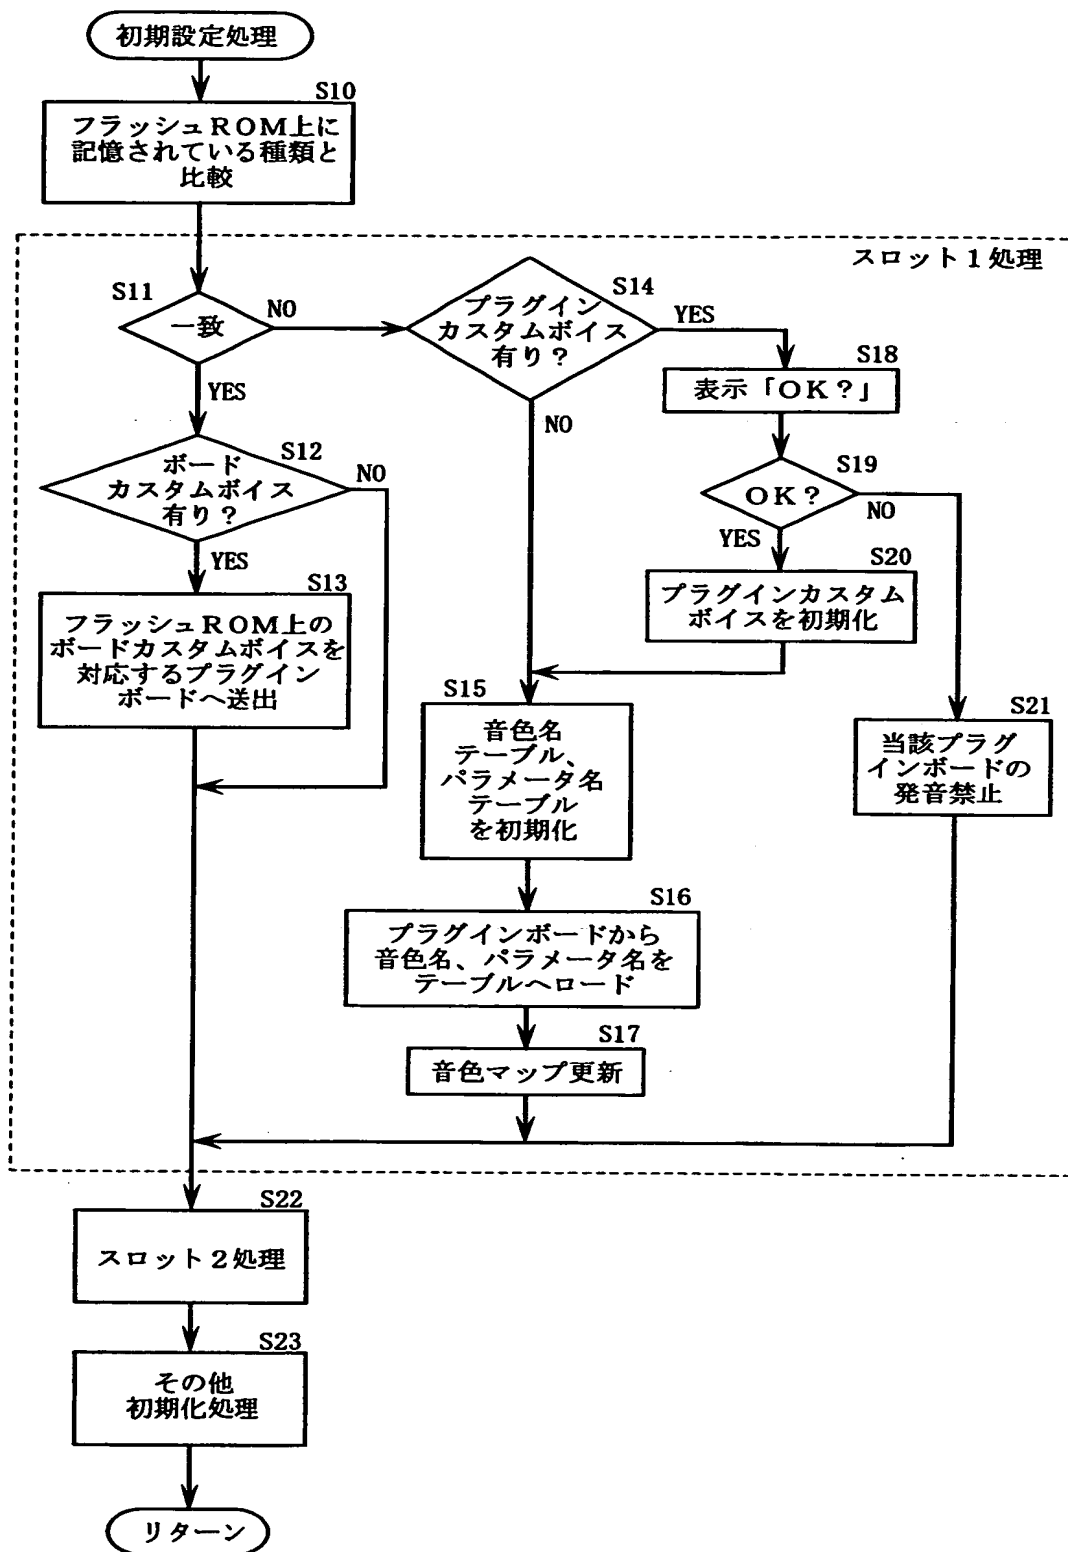 初期設定処理
S10
フラッシュＲＯＭ上に
記憶されている種類と
比較
スロット１処理
S11
一致
NO
YES
S14
プラグイン
カスタムボイス
有り？
YES
NO
S18
表示「ＯＫ？」
S12
ボード
カスタムボイス
有り？
NO
YES
S19
ＯＫ？
NO
YES
S13
フラッシュＲＯＭ上の
ボードカスタムボイスを
対応するプラグイン
ボードへ送出
S20
プラグインカスタム
ボイスを初期化
S15
音色名
テーブル、
パラメータ名
テーブル
を初期化
S21
当該プラグ
インボードの
発音禁止
S16
プラグインボードから
音色名、パラメータ名を
テーブルへロード
S17
音色マップ更新
S22
スロット２処理
S23
その他
初期化処理
リターン